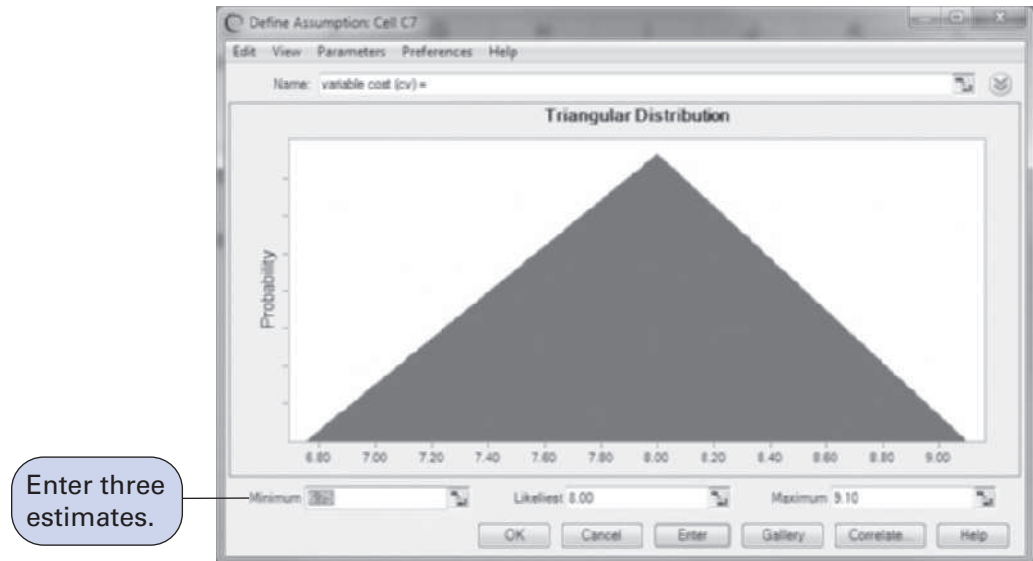 Define Assumption: Cell C7
Edit View Parameters Preferences Help
Name: variable cost (cv) =
Triangular Distribution
Probability
6.80 7.00 7.20 7.40 7.60 7.80 8.00 8.20 8.40 8.60 8.80 9.00
Enter three
estimates.
Minimum Likeliest 8.00 Maximum 9.10
OK Cancel Enter Gallery Correlate... Help